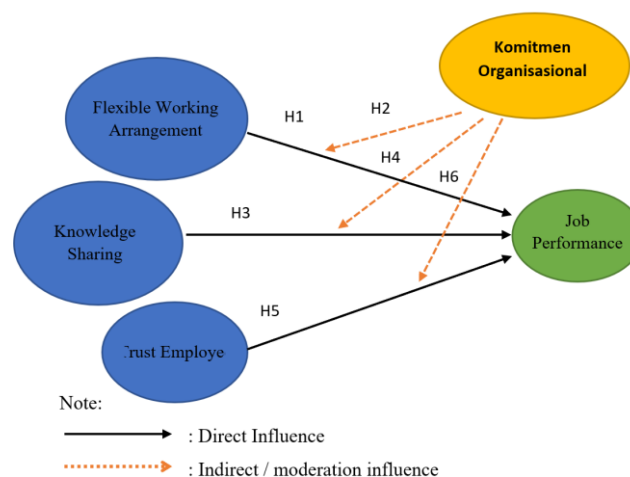 Komitmen
Organisasional
Flexible Working
Arrangement
H1
H2
H4
H6
H3
Knowledge
Sharing
Job
Performance
H5
Trust Employe
Note:
: Direct Influence
: Indirect / moderation influence